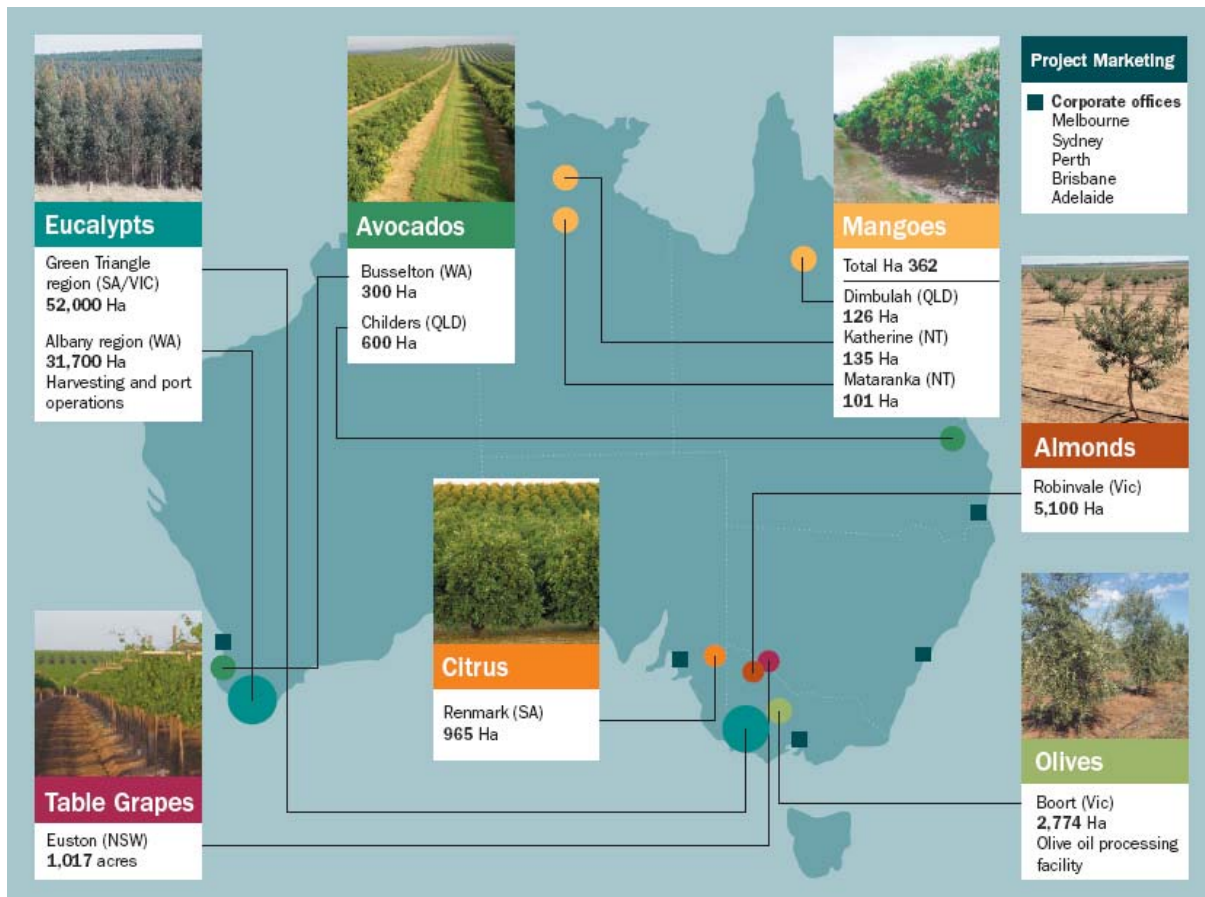 Eucalypts
Green Triangle
region (SA/VIC)
52,000 Ha
Albany region (WA)
31,700 Ha
Harvesting and port
operations
Avocados
Busselton (WA)
300 Ha
Childers (QLD)
600 Ha
Mangoes
Total Ha 362
Dimbulah (QLD)
126 Ha
Katherine (NT)
135 Ha
Mataranka (NT)
101 Ha
Project Marketing
Corporate offices
Melbourne
Sydney
Perth
Brisbane
Adelaide
Almonds
Robinvale (Vic)
5,100 Ha
Citrus
Renmark (SA)
965 Ha
Table Grapes
Euston (NSW)
1,017 acres
Olives
Boort (Vic)
2,774 Ha
Olive oil processing
facility